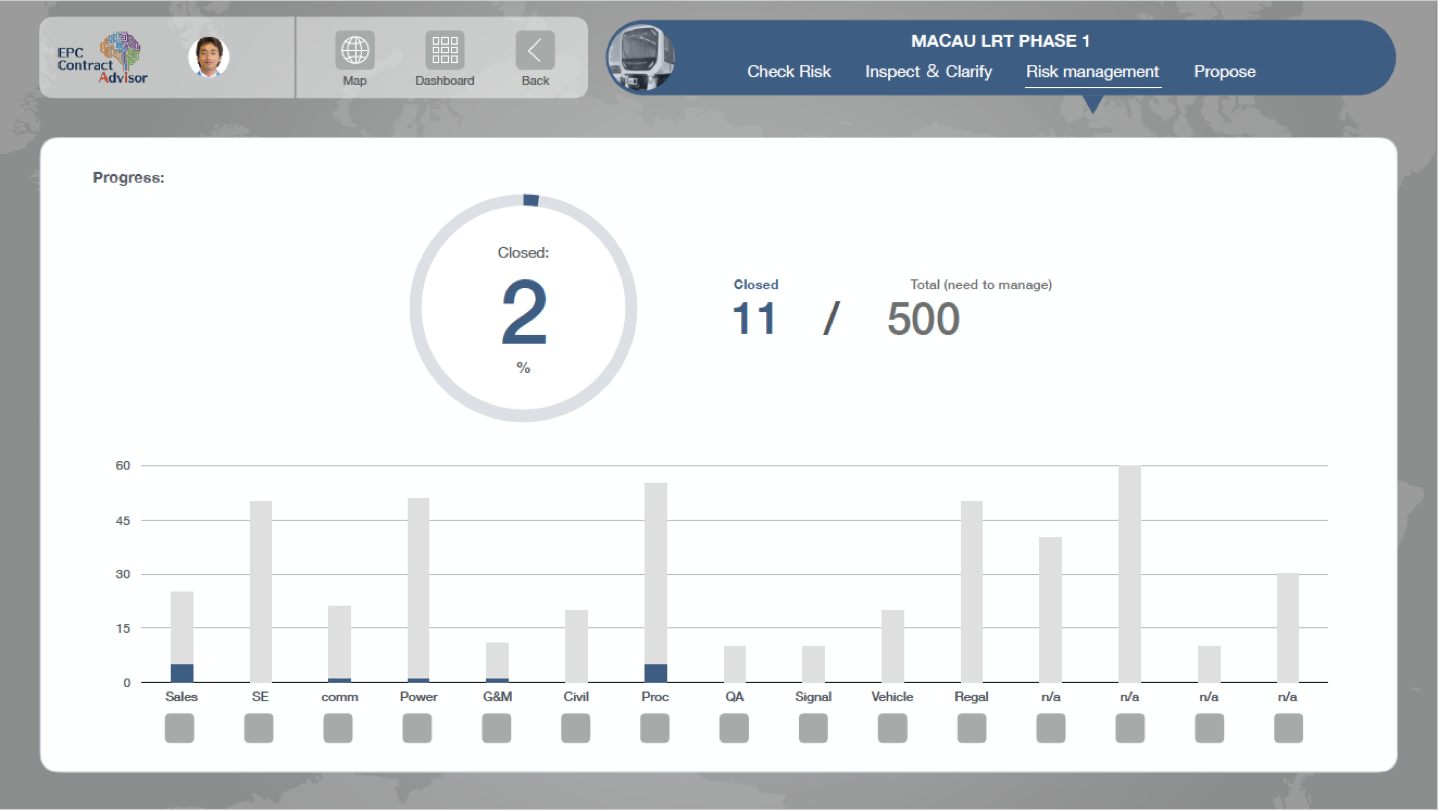 EPC
Contract
Advisor
Map
Dashboard
Back
MACAU LRT PHASE 1
Check Risk
Inspect & Clarify
Risk management
Propose
Progress:
Closed:
2
%
Closed
Total (need to manage)
11 / 500
60
45
30
15
0
Sales SE comm Power G&M Civil Proc QA Signal Vehicle Regal n/a n/a n/a n/a